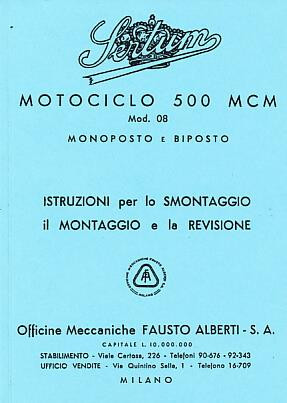 Sertum
MOTOCICLO 500 MCM
Mod. 08
MONOPOSTO E BIPOSTO
ISTRUZIONI per lo SMONTAGGIO
il MONTAGGIO e la REVISIONE
Officine Meccaniche FAUSTO ALBERTI - S. A.
CAPITALE L. 10.000.000
STABILIMENTO - Viale Certosa, 226 - Telefoni 90-676 - 92-343
UFFICIO VENDITE - Via Quintino Sella, 1 - Telefono 16-709
MILANO